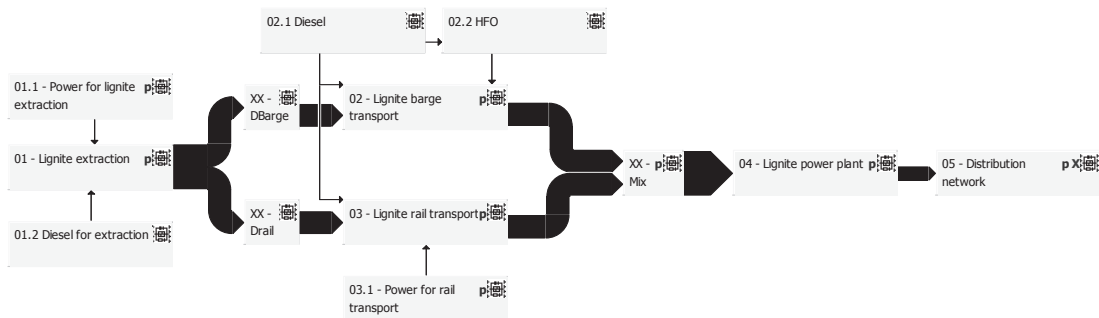 02.1 Diesel
02.2 HFO
01.1 - Power for lignite p
extraction
XX -
DBarge
02 - Lignite barge p
transport
01 - Lignite extraction p
XX - p
Mix
04 - Lignite power plant p
05 - Distribution p X
network
01.2 Diesel for extraction
XX -
Drail
03 - Lignite rail transport p
03.1 - Power for rail p
transport